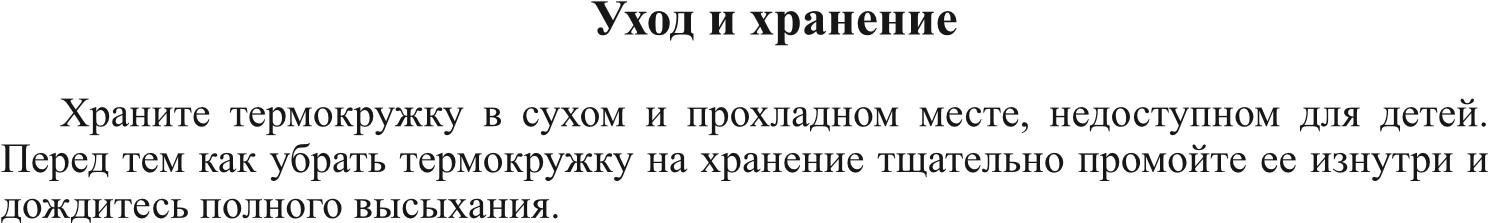 Уход и хранение
Храните термокружку в сухом и прохладном месте, недоступном для детей.
Перед тем как убрать термокружку на хранение тщательно промойте ее изнутри и
дождитесь полного высыхания.